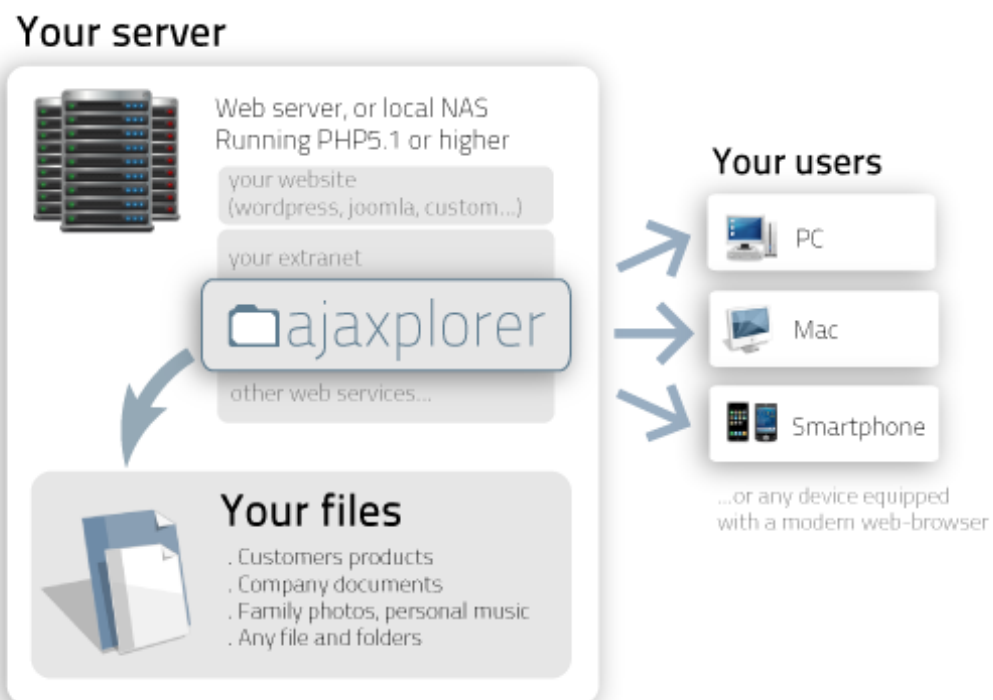 Your server
Web server, or local NAS
Running PHP5.1 or higher
your website
(wordpress, joomla, custom...)
your extranet
ajaxplorer
other web services...
Your files
. Customers products
. Company documents
. Family photos, personal music
. Any file and folders
Your users
PC
Mac
Smartphone
...or any device equipped
with a modern web-browser